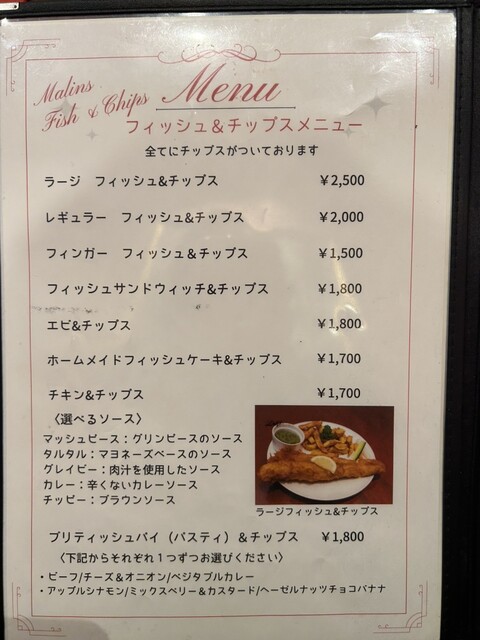 Malins
Fish & Chips
Menu
フィッシュ&チップスメニュー
全てにチップスがついております
ラージ フィッシュ&チップス ¥2,500
レギュラー フィッシュ&チップス ¥2,000
フィンガー フィッシュ&チップス ¥1,500
フィッシュサンドウィッチ&チップス ¥1,800
エビ&チップス ¥1,800
ホームメイドフィッシュケーキ&チップス ¥1,700
チキン&チップス ¥1,700
〈選べるソース〉
マッシュピース：グリンピースのソース
タルタル：マヨネーズベースのソース
グレイビー：肉汁を使用したソース
カレー：辛くないカレーソース
チッピー：ブラウンソース
ラージフィッシュ&チップス
ブリティッシュパイ（パスティ）&チップス ¥1,800
〈下記からそれぞれ１つずつお選びください〉
・ビーフ/チーズ&オニオン/ベジタブルカレー
・アップルシナモン/ミックスベリー&カスタード/ヘーゼルナッツチョコバナナ